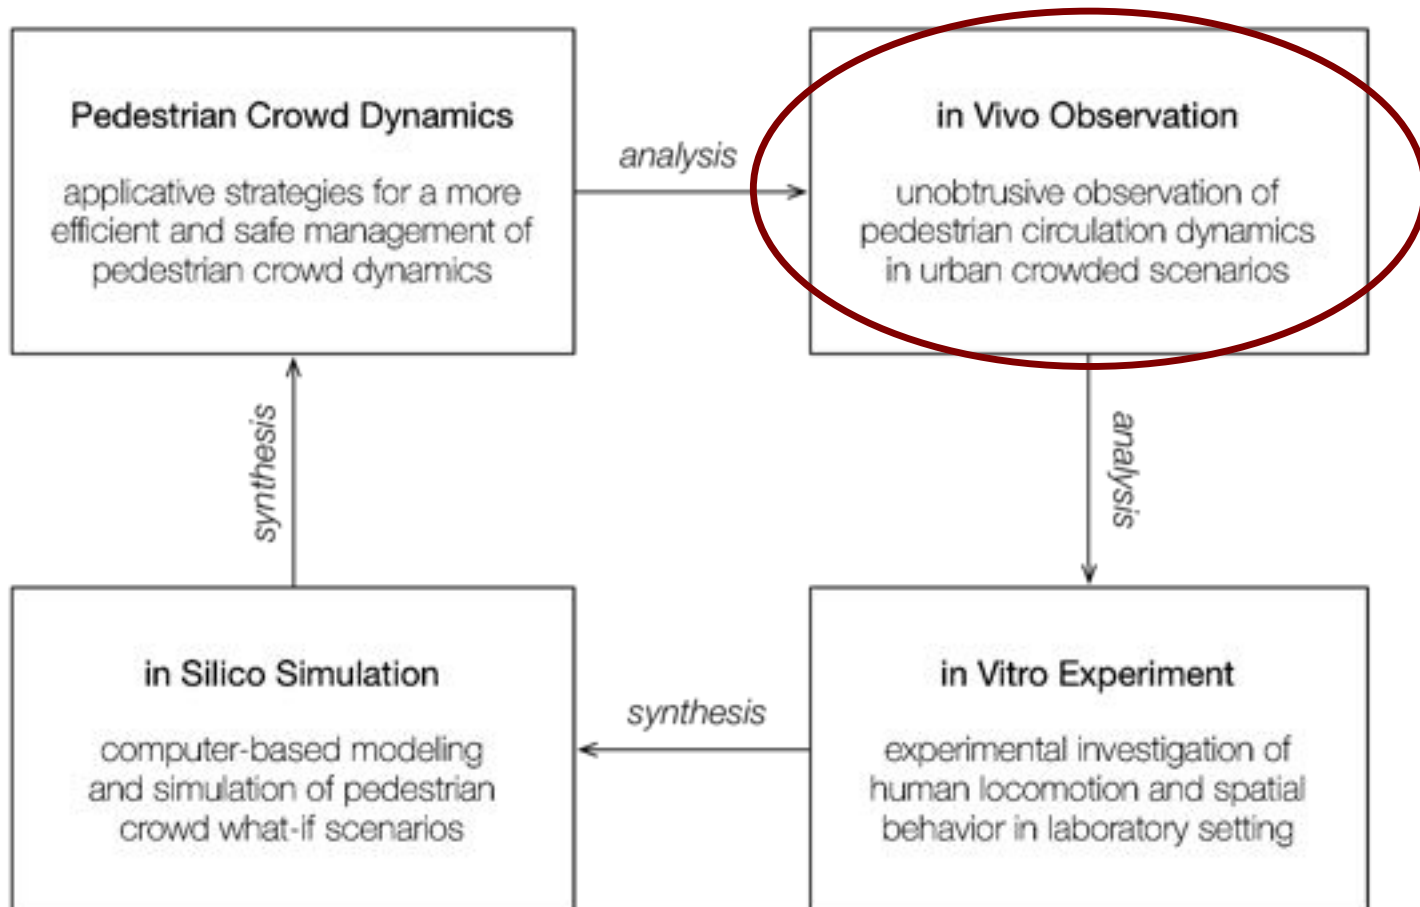 Pedestrian Crowd Dynamics
applicative strategies for a more
efficient and safe management of
pedestrian crowd dynamics
analysis
in Vivo Observation
unobtrusive observation of
pedestrian circulation dynamics
in urban crowded scenarios
analysis
in Vitro Experiment
experimental investigation of
human locomotion and spatial
behavior in laboratory setting
synthesis
in Silico Simulation
computer-based modeling
and simulation of pedestrian
crowd what-if scenarios
synthesis